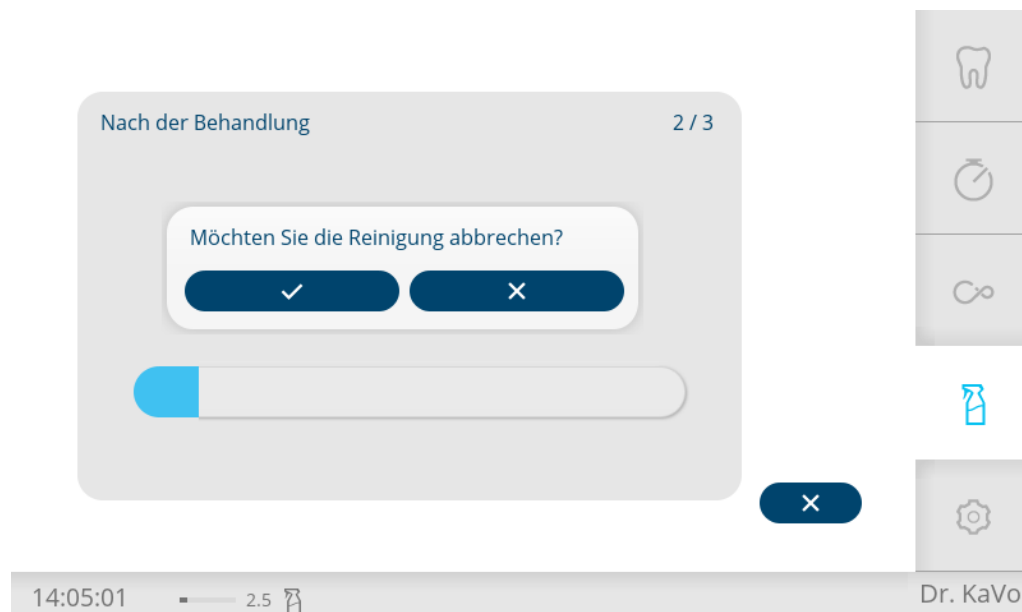 Nach der Behandlung 2 / 3
Möchten Sie die Reinigung abbrechen?
14:05:01 2.5 Dr. KaVo